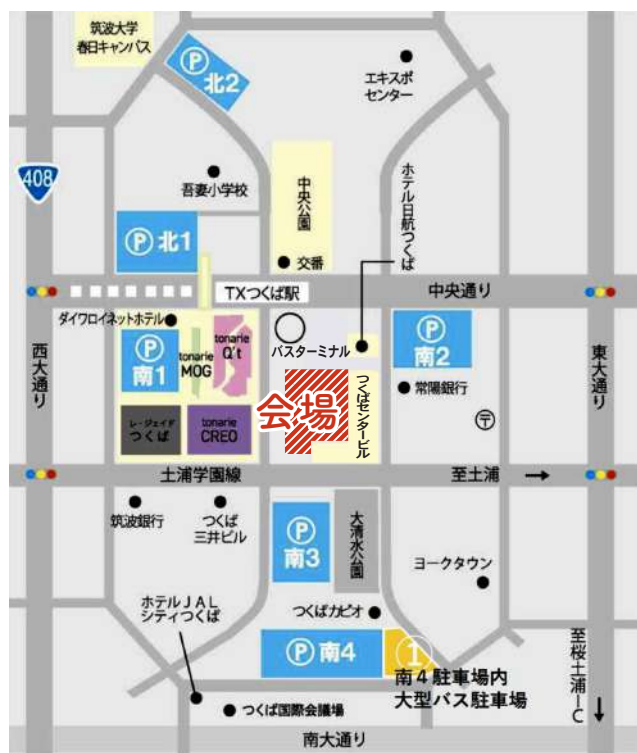 筑波大学
春日キャンパス
P
北2
エキスポ
センター
408
吾妻小学校
中央公園
ホテル日航つくば
P 北1
交番
TXつくば駅
中央通り
ダイワロイネットホテル
西大通り
P
南1
tonarie
MOG
tonarie
Q't
バスターミナル
P
南2
東大通り
常陽銀行
レージェイド
つくば
tonarie
CREO
会場
つくばセンタービル
〒
土浦学園線
至土浦 →
筑波銀行
つくば
三井ビル
P
南3
大清水公園
ヨークタウン
ホテルJAL
シティつくば
つくばカピオ
P 南4
1
南4駐車場内
大型バス駐車場
至桜土浦IC ↓
つくば国際会議場
南大通り